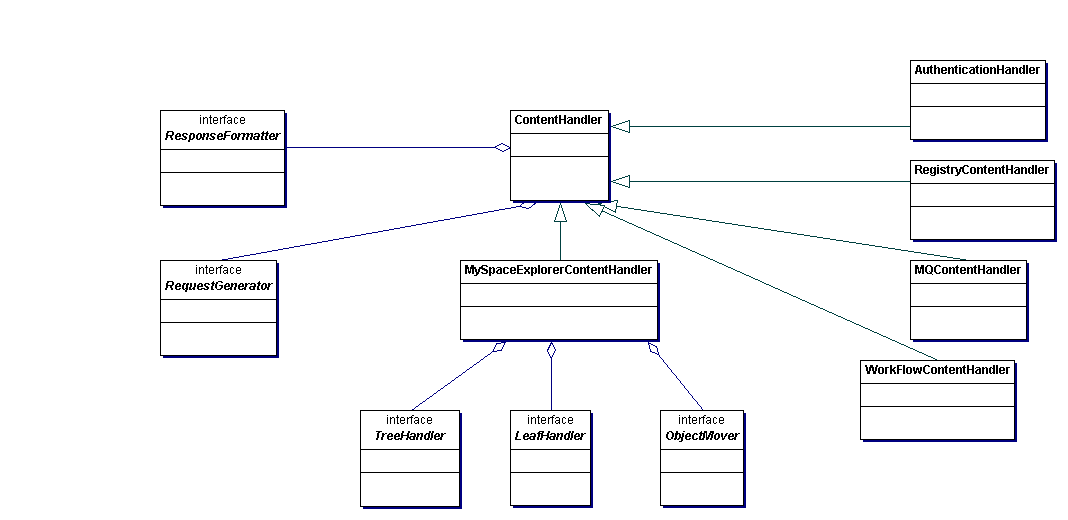 AuthenticationHandler
interface
ResponseFormatter
ContentHandler
RegistryContentHandler
interface
RequestGenerator
MySpaceExplorerContentHandler
MQContentHandler
WorkFlowContentHandler
interface
TreeHandler
interface
LeafHandler
interface
ObjectMover